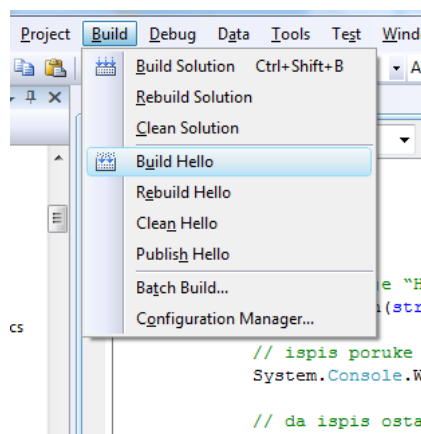 Project Build Debug Data Tools Test
Build Solution Ctrl+Shift+B
Rebuild Solution
Clean Solution
Build Hello
Rebuild Hello
Clean Hello
Publish Hello
Batch Build...
Configuration Manager...
cs
// ispis poruke
System.Console.W
// da ispis osta